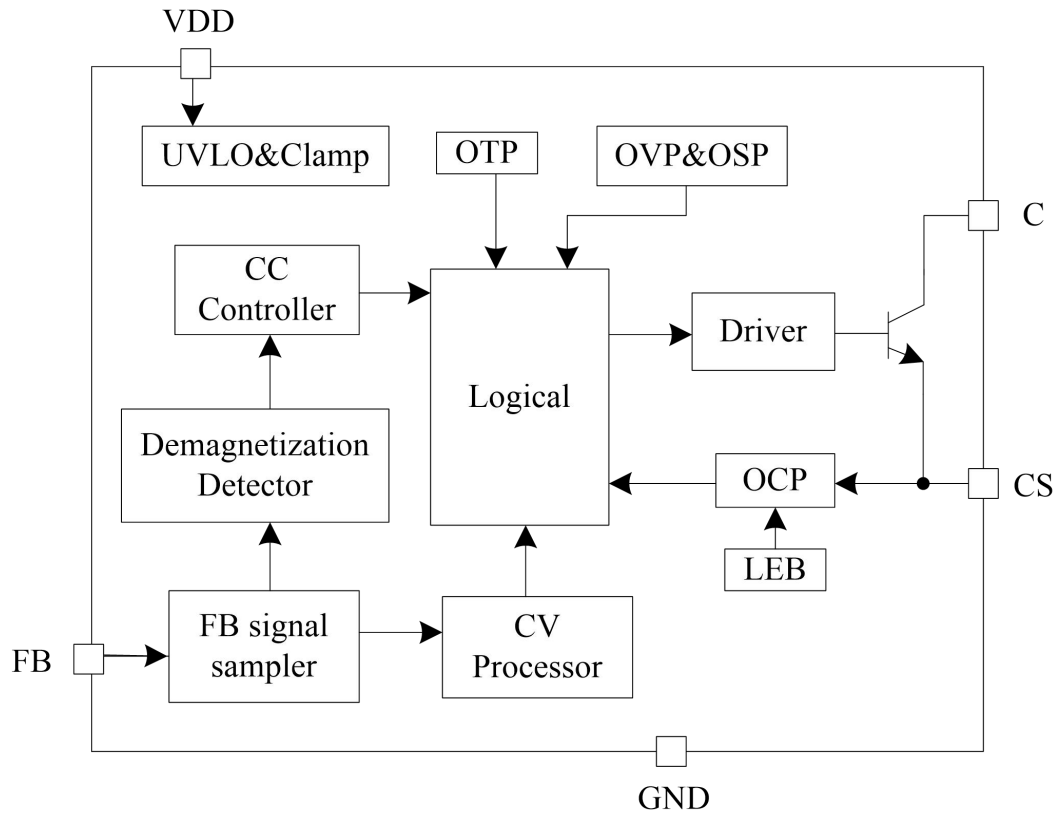 VDD
UVLO&Clamp
OTP
OVP&OSP
C
CC
Controller
Driver
Logical
Demagnetization
Detector
OCP
CS
LEB
FB signal
sampler
CV
Processor
FB
GND